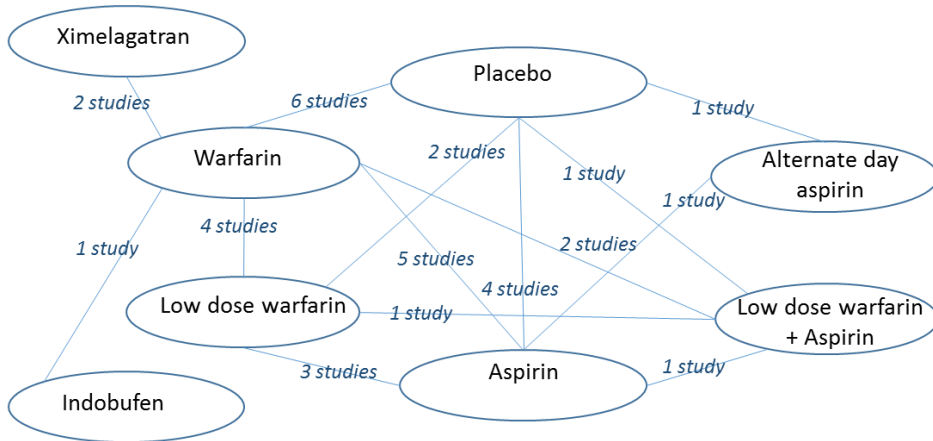 Ximelagatran
Placebo
2 studies
6 studies
1 study
Warfarin
2 studies
Alternate day
aspirin
1 study
1 study
4 studies
1 study
2 studies
5 studies
4 studies
Low dose warfarin
1 study
Low dose warfarin
+ Aspirin
3 studies
Aspirin
1 study
Indobufen